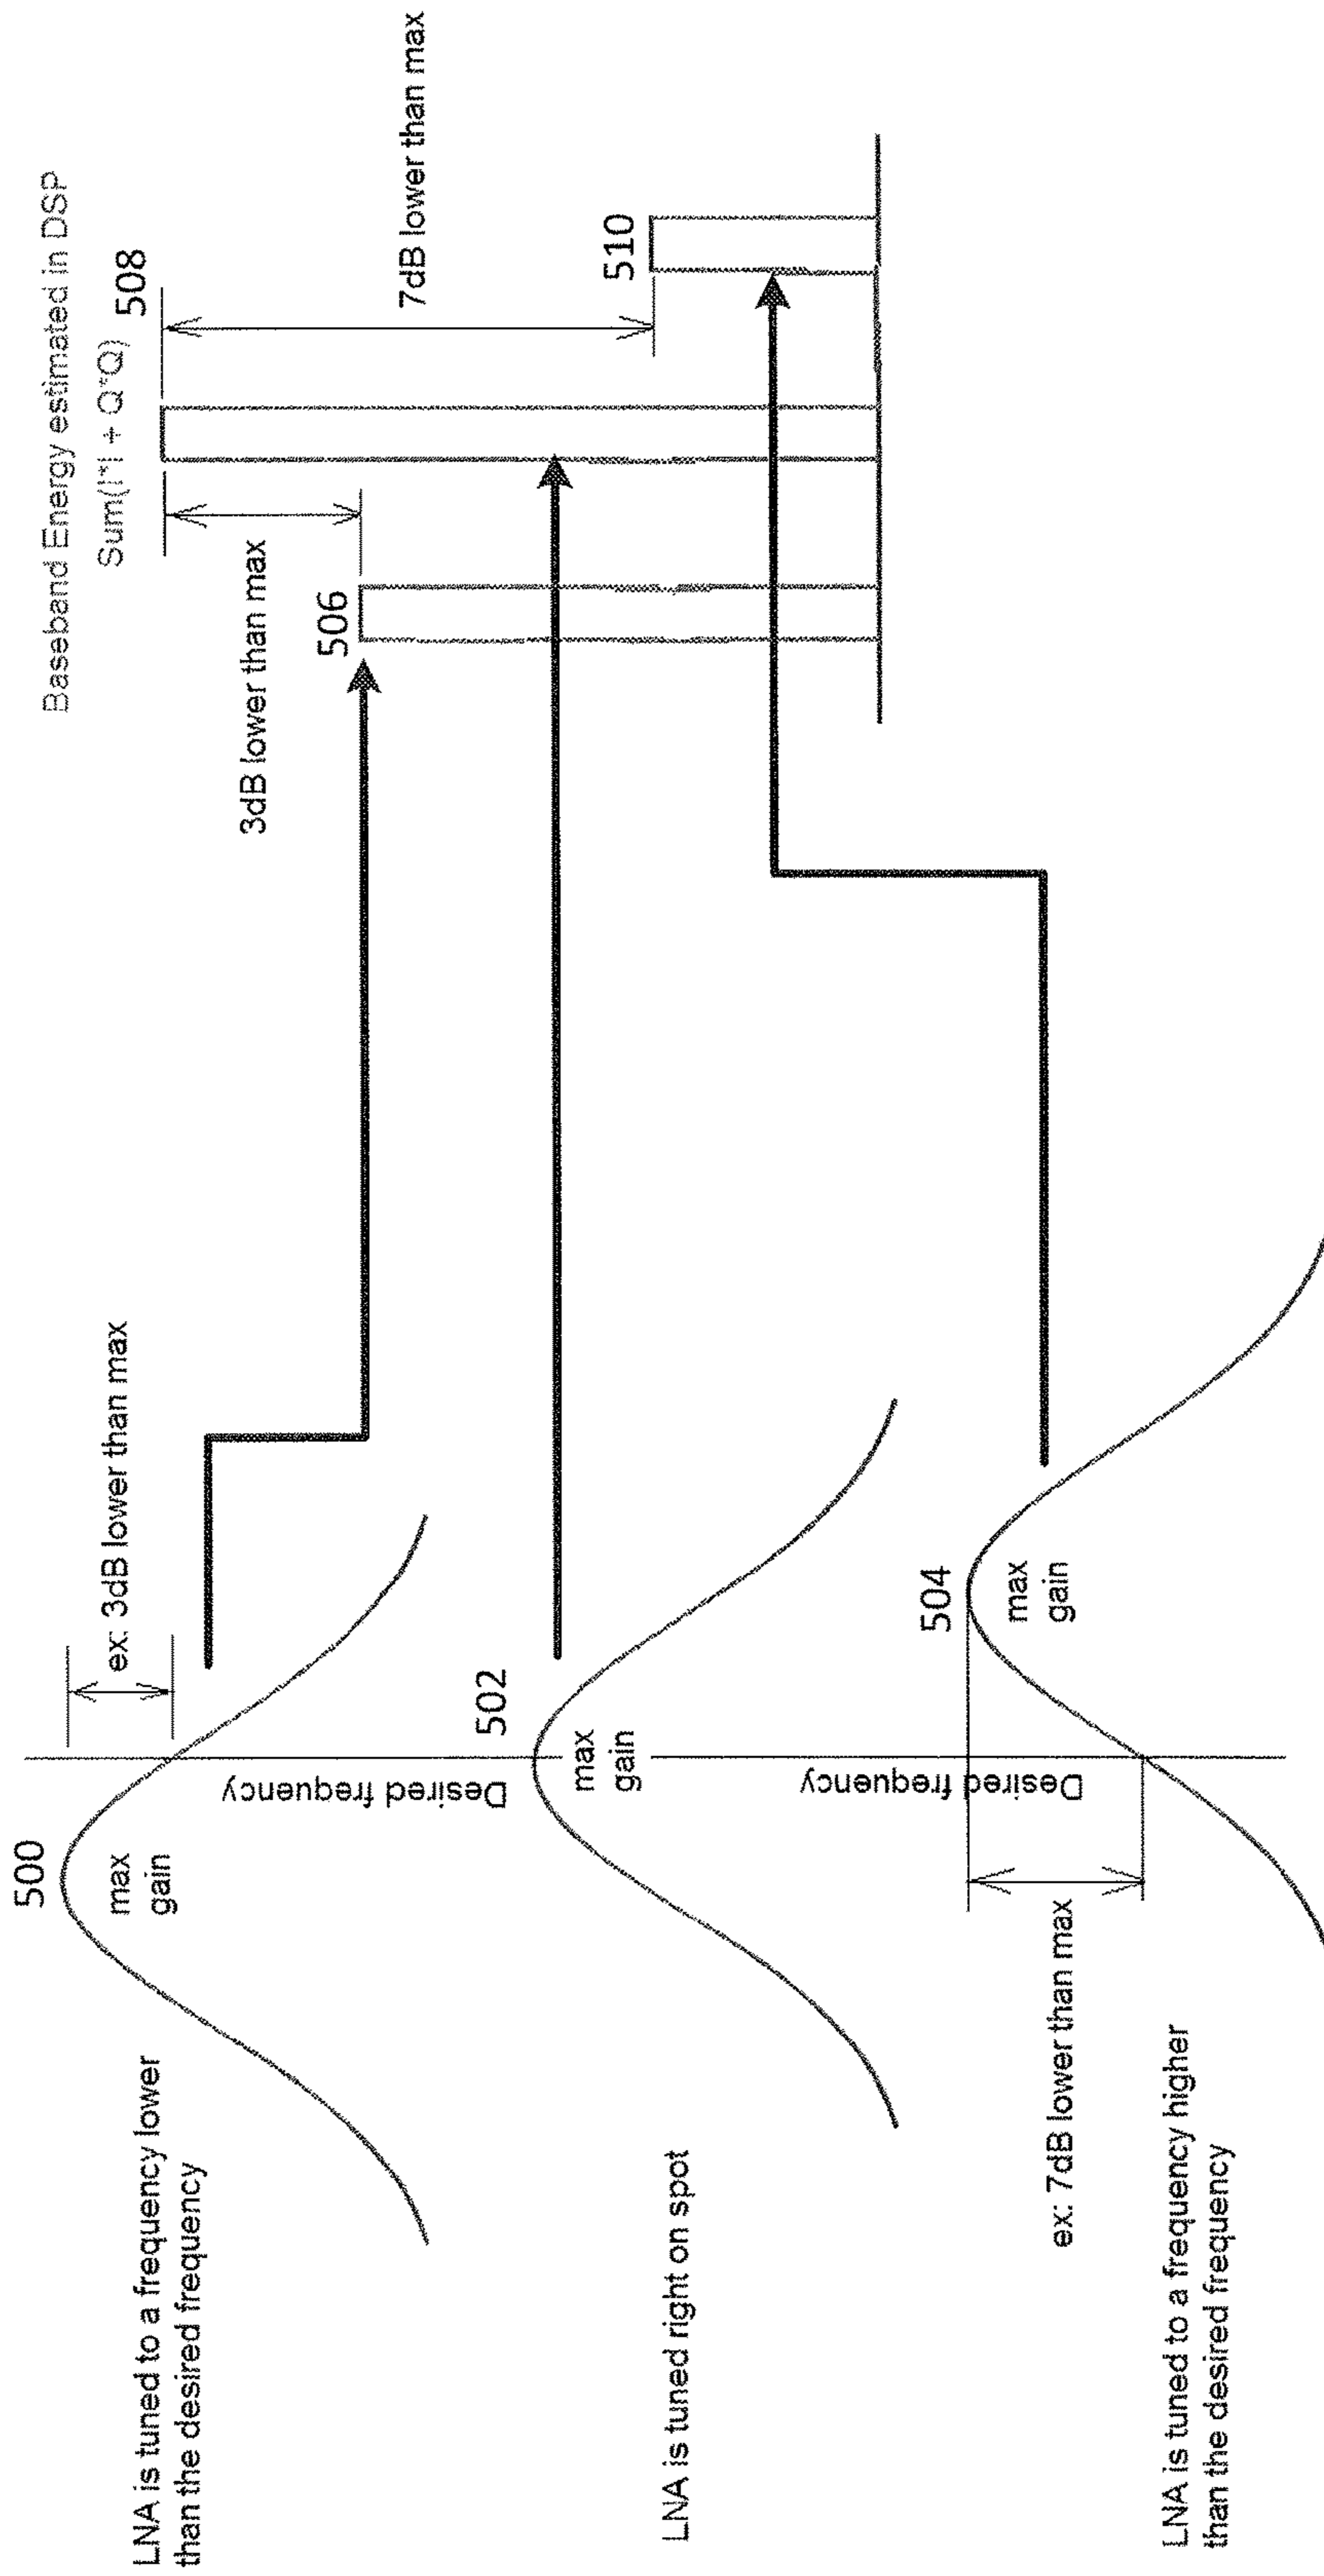 Baseband Energy estimated in DSP
Sum(I*I + Q*Q)
LNA is tuned to a frequency lower
than the desired frequency
500
max
gain
ex: 3dB lower than max
Desired frequency
3dB lower than max
506
508
7dB lower than max
510
LNA is tuned right on spot
502
max
gain
Desired frequency
504
max
gain
ex: 7dB lower than max
LNA is tuned to a frequency higher
than the desired frequency